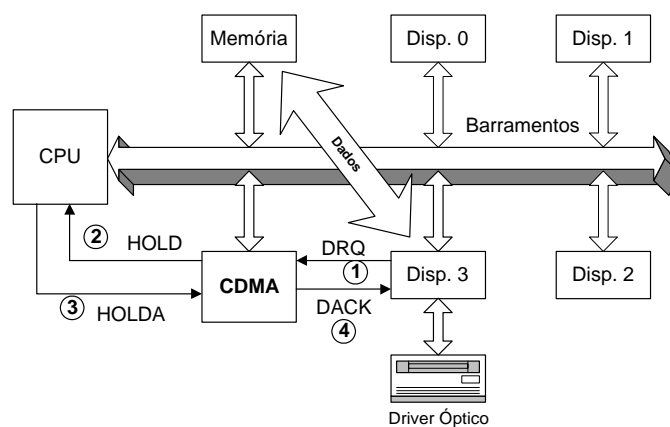 Memória
Disp. 0
Disp. 1
Barramentos
CPU
Dados
2
HOLD
DRQ
1
CDMA
Disp. 3
Disp. 2
3
HOLDA
DACK
4
Driver Óptico